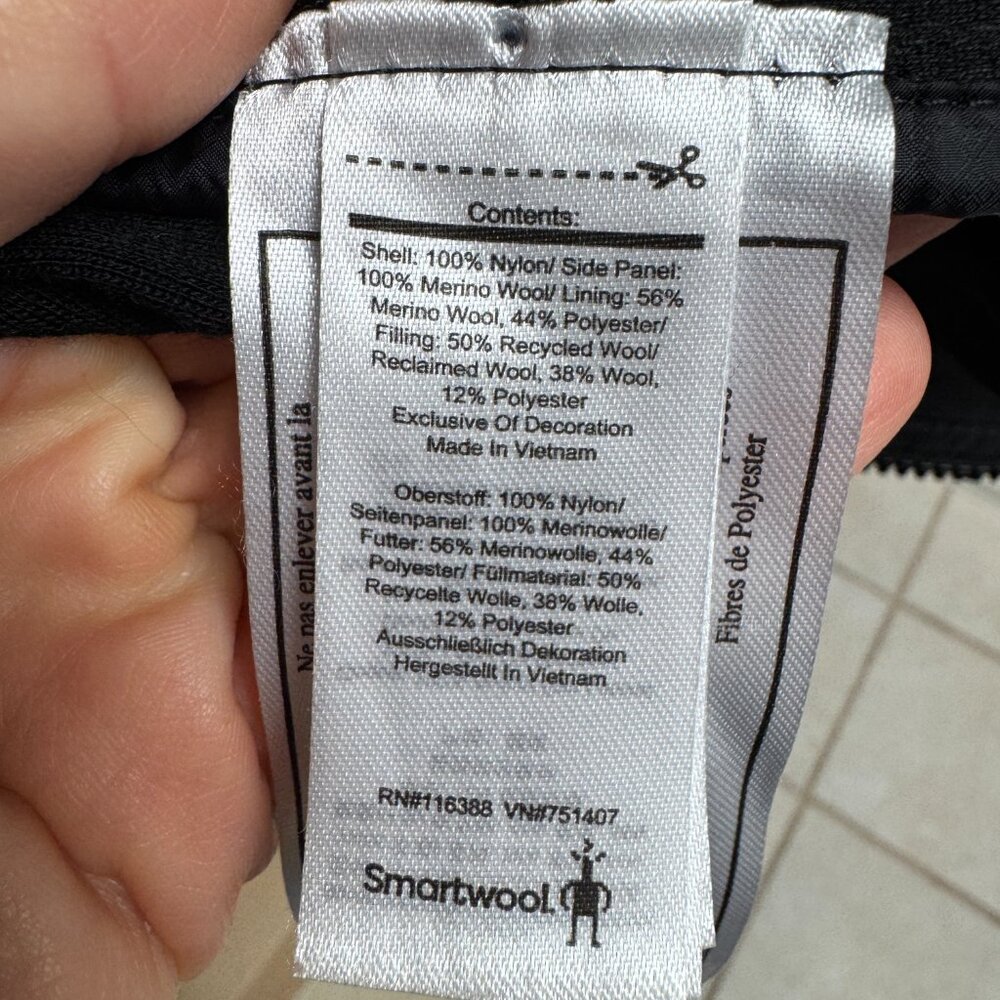 Contents:
Shell: 100% Nylon/ Side Panel:
100% Merino Wool/ Lining: 56%
Merino Wool, 44% Polyester/
Filling: 50% Recycled Wool/
Reclaimed Wool, 38% Wool,
12% Polyester
Exclusive Of Decoration
Made In Vietnam
Oberstoff: 100% Nylon/
Seitenpanel: 100% Merinowolle/
Futter: 56% Merinowolle, 44%
Polyester/ Füllmaterial: 50%
Recycelte Wolle, 38% Wolle,
12% Polyester
Ausschließlich Dekoration
Hergestellt In Vietnam
RN#116388 VN#751407
Smartwool.
Ne pas enlever avant la
Fibres de Polyester